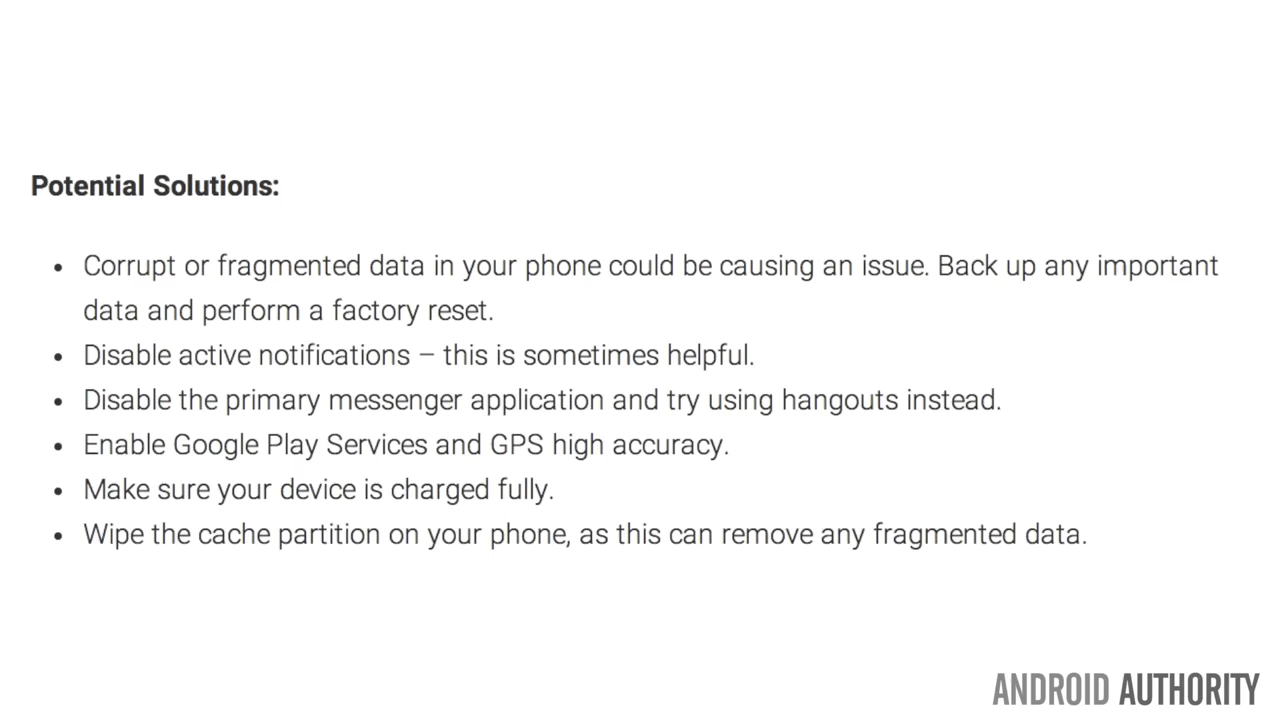 Potential Solutions:
• Corrupt or fragmented data in your phone could be causing an issue. Back up any important
data and perform a factory reset.
• Disable active notifications – this is sometimes helpful.
• Disable the primary messenger application and try using hangouts instead.
• Enable Google Play Services and GPS high accuracy.
• Make sure your device is charged fully.
• Wipe the cache partition on your phone, as this can remove any fragmented data.
ANDROID AUTHORITY